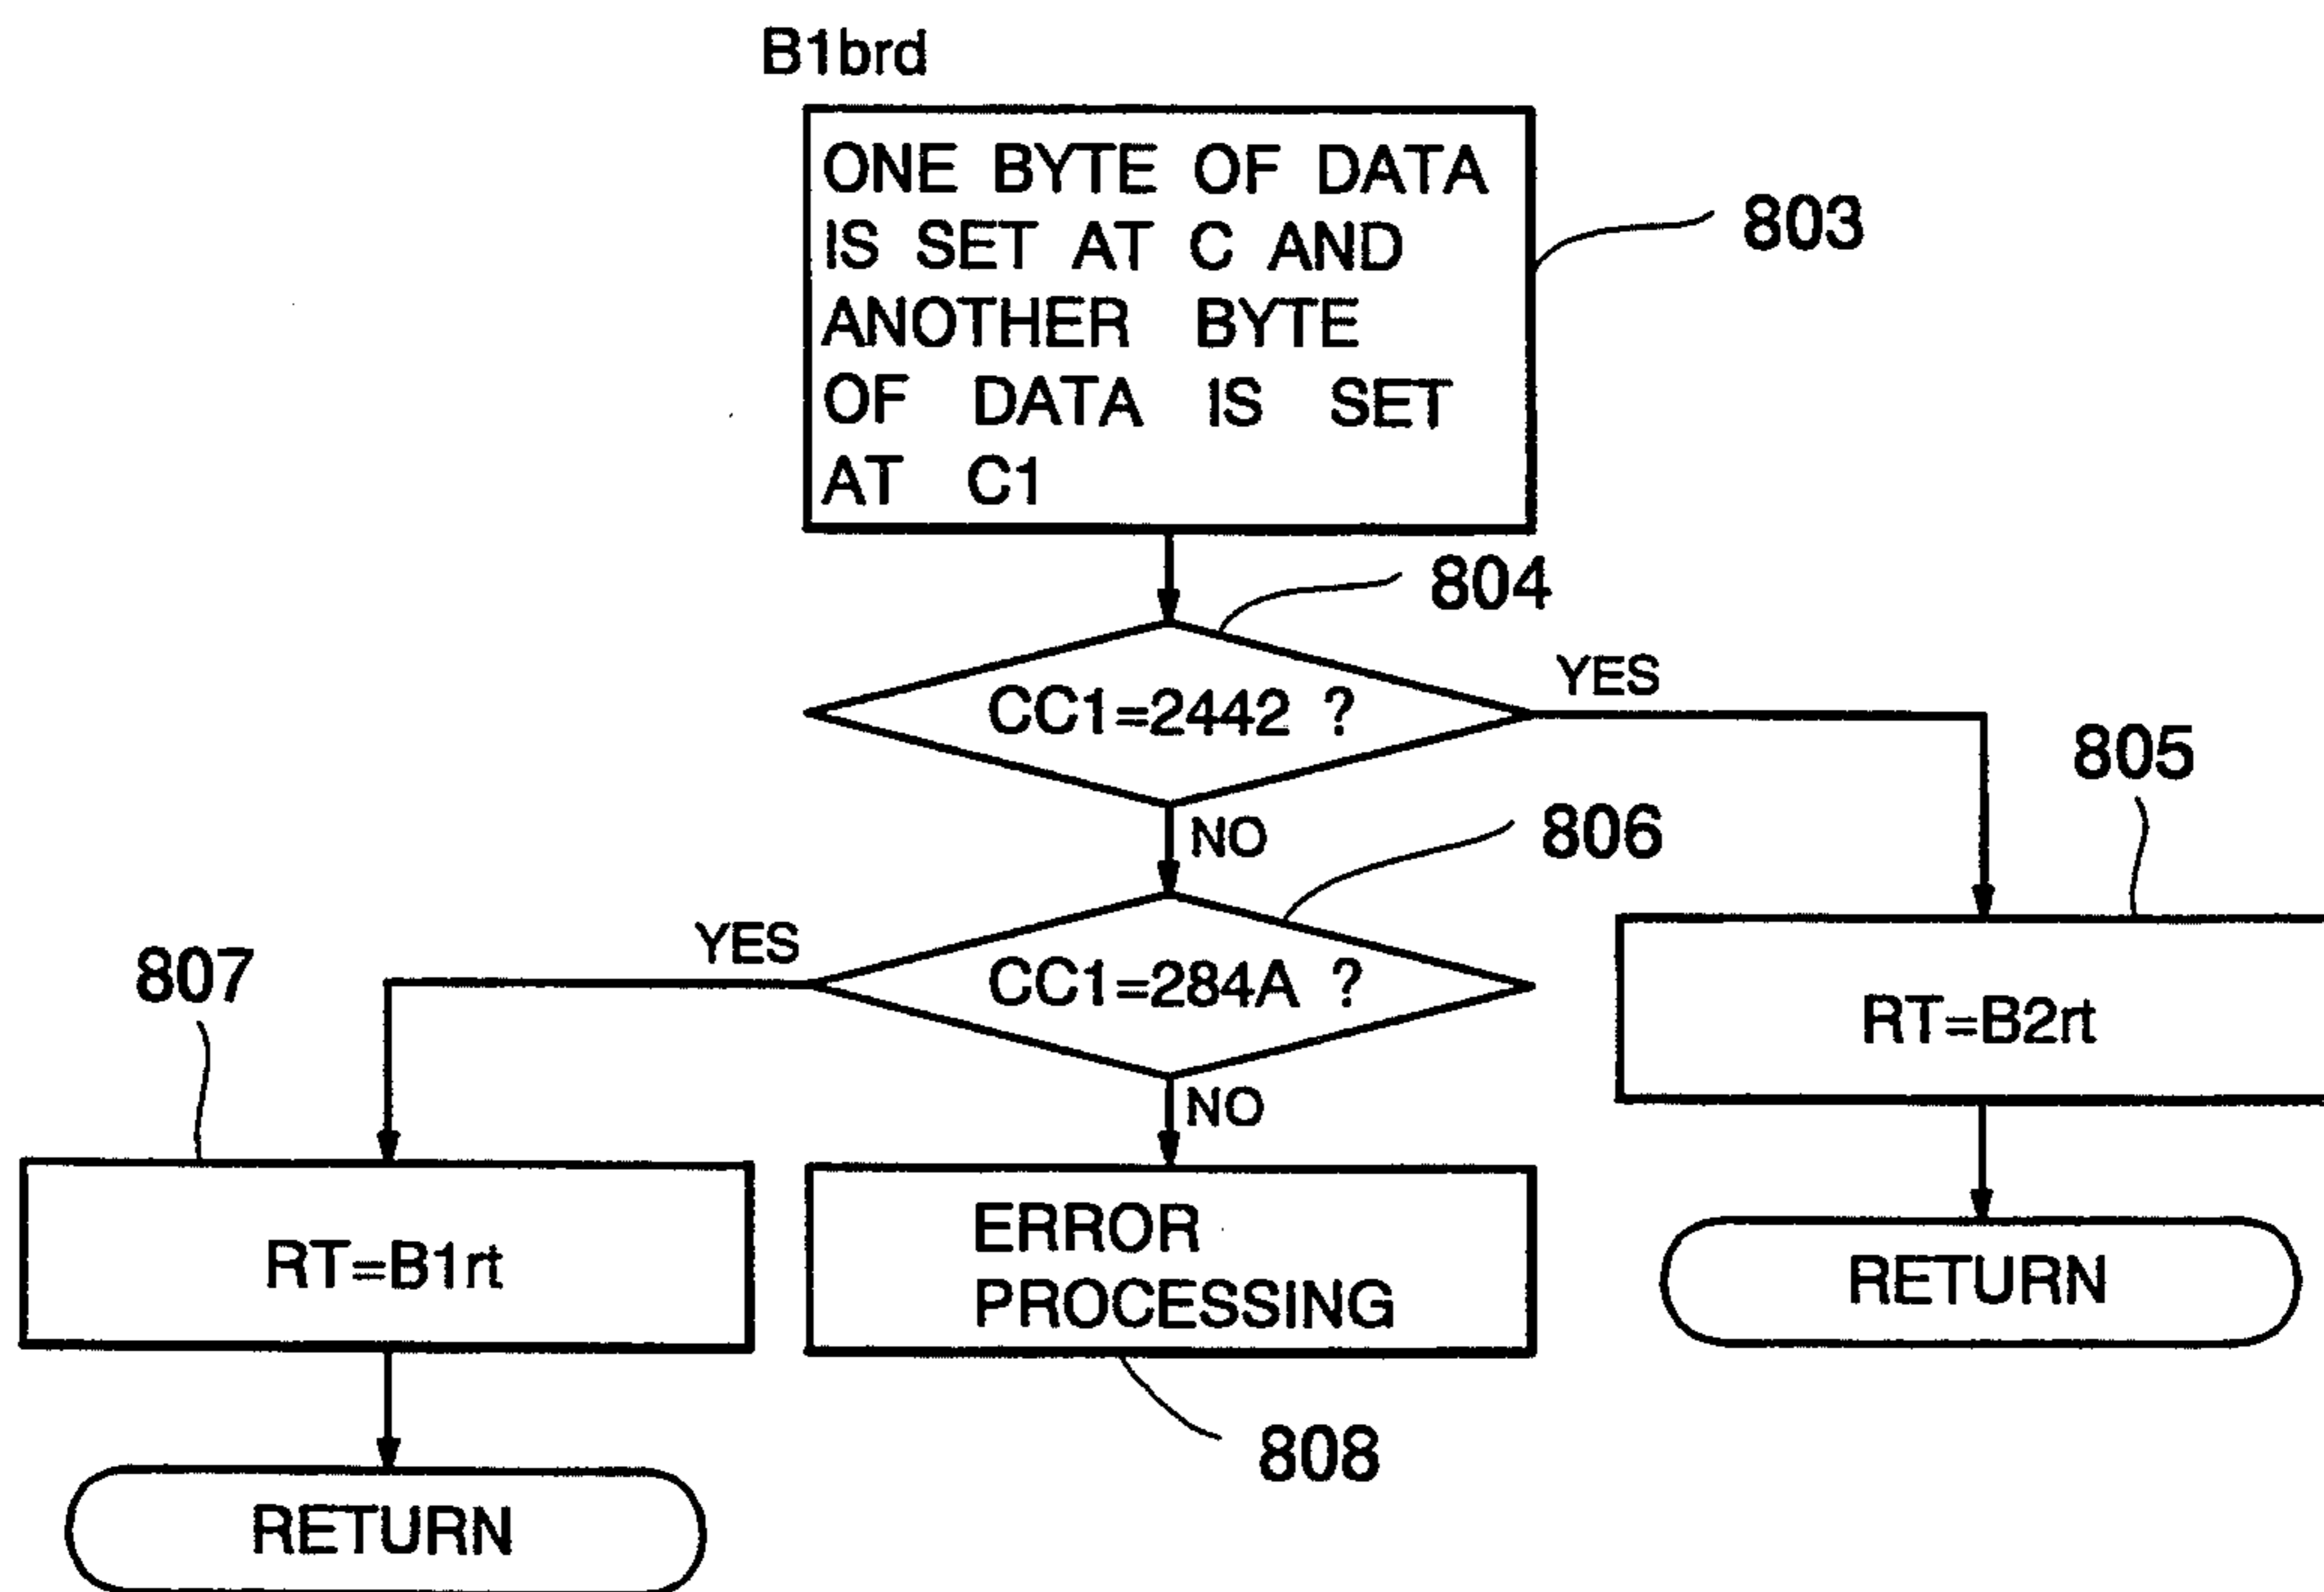 B1brd
ONE BYTE OF DATA
IS SET AT C AND
ANOTHER BYTE
OF DATA IS SET
AT C1
803
804
CC1=2442 ?
YES
805
NO
806
YES
CC1=284A ?
807
RT=B2rt
NO
RT=B1rt
ERROR
PROCESSING
RETURN
808
RETURN